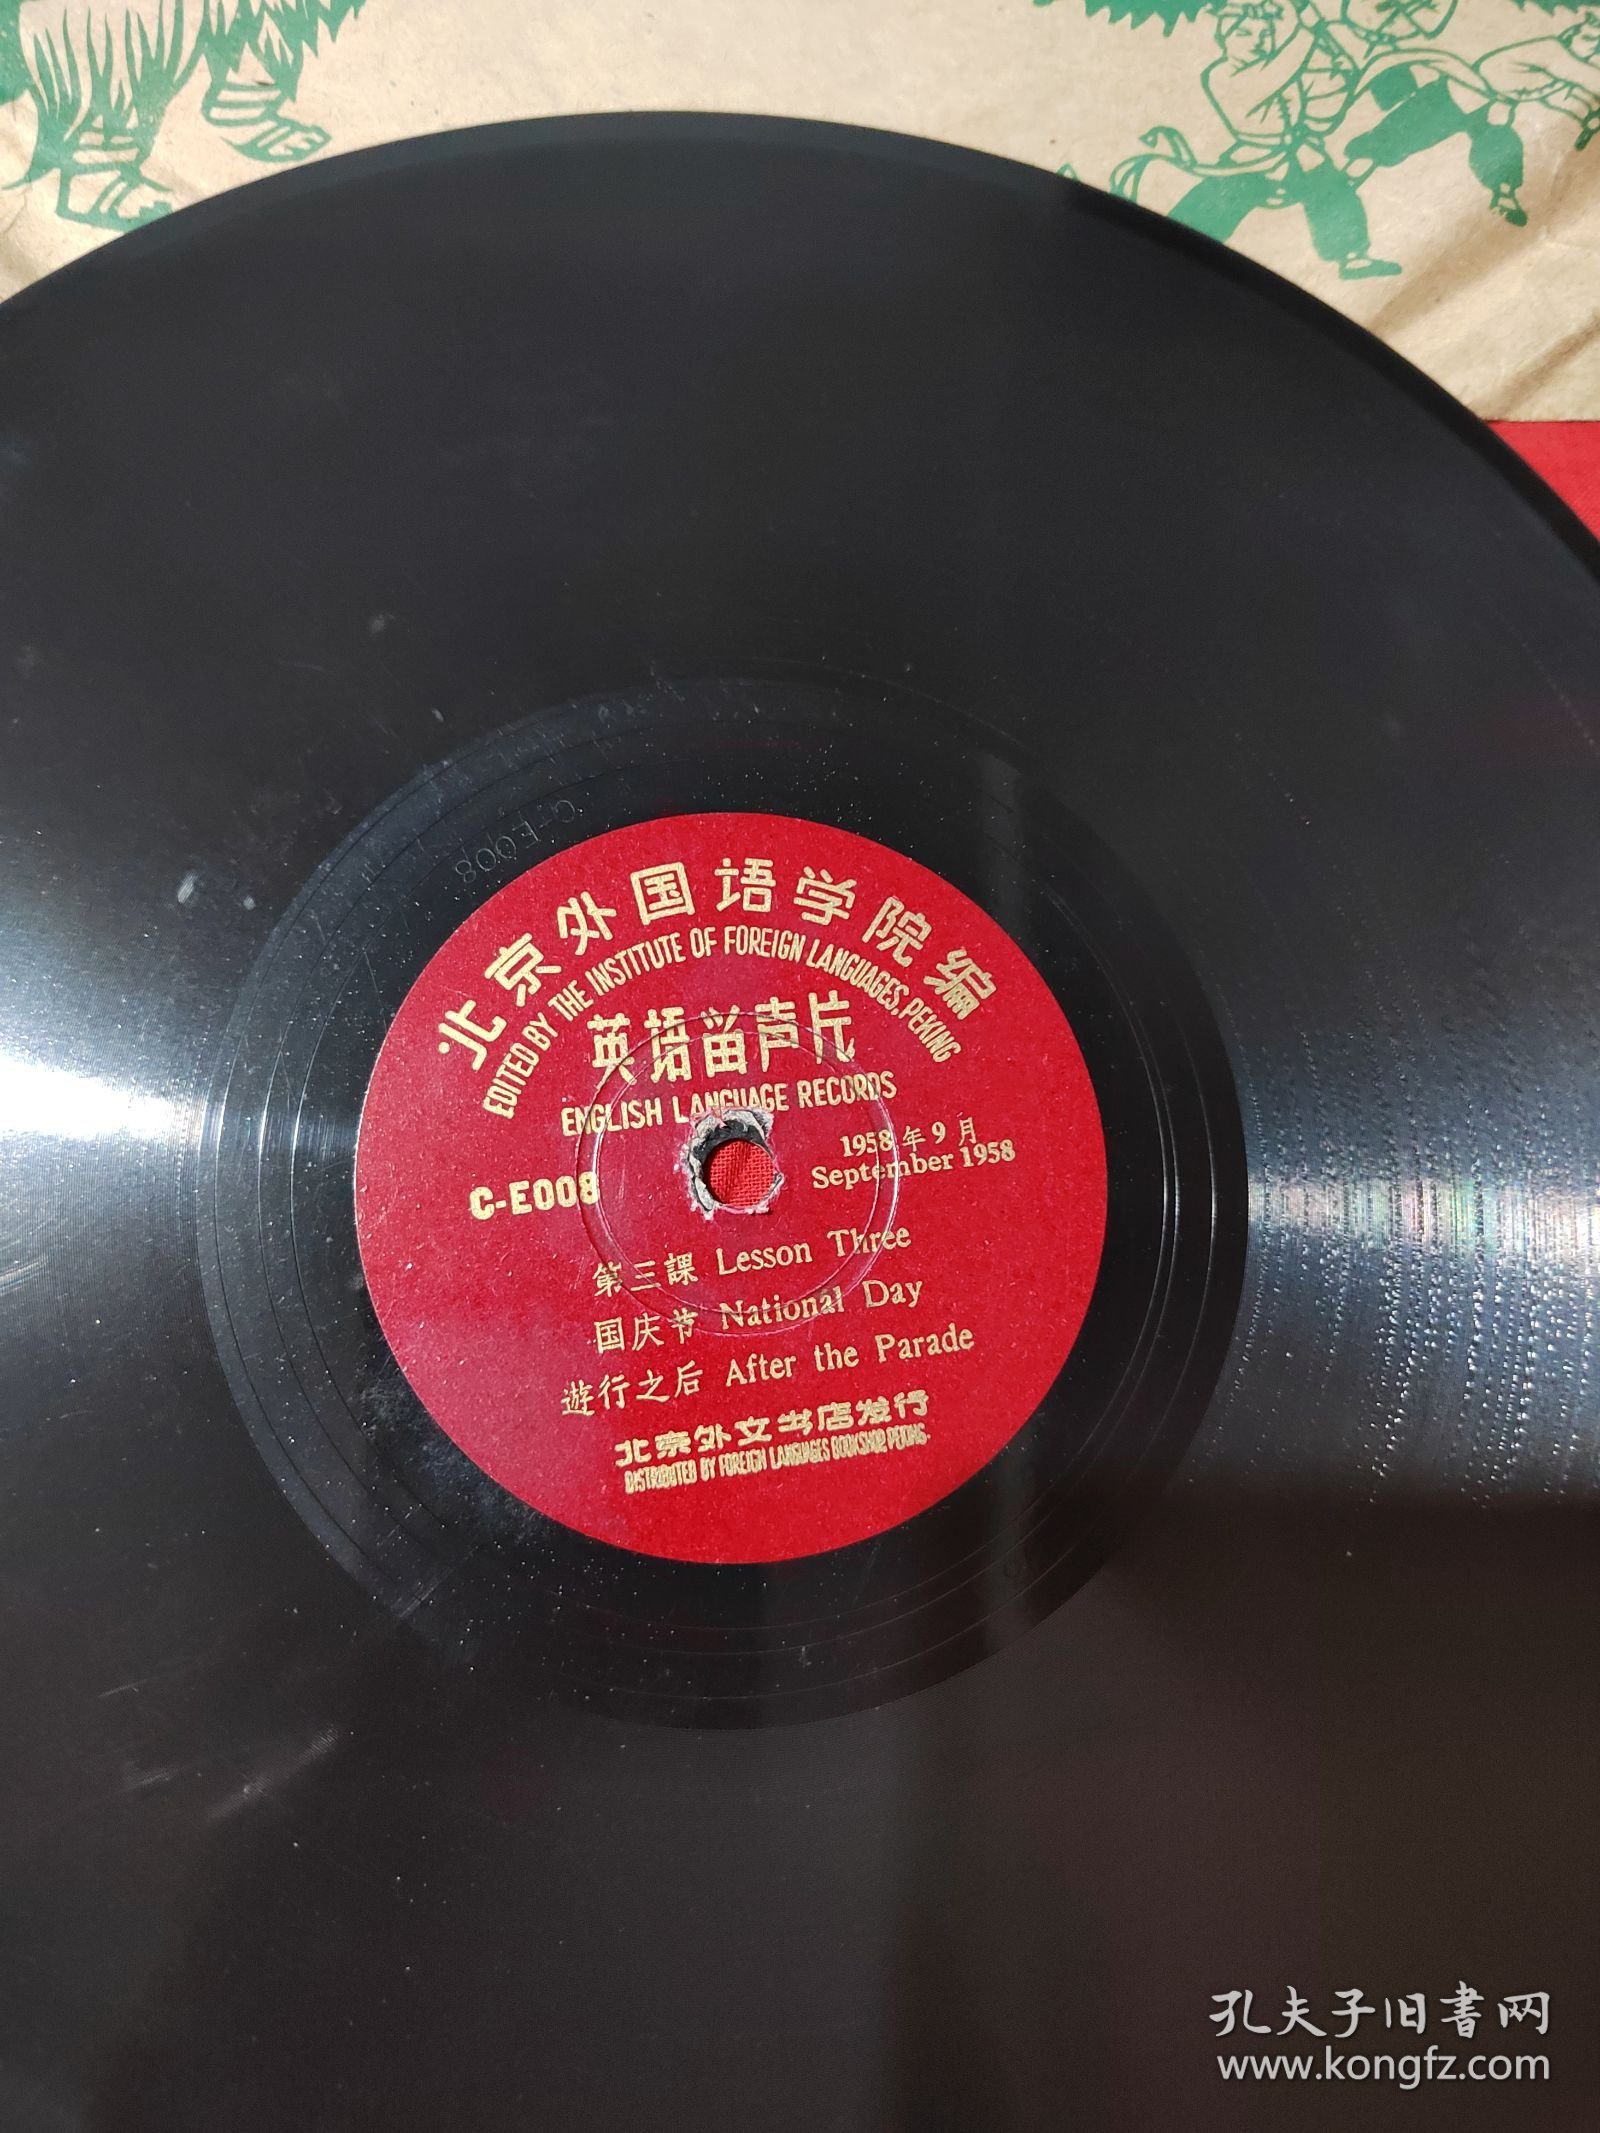 C-E008
北京外国语学院编
EDITED BY THE INSTITUTE OF FOREIGN LANGUAGES, PEKING
英语留声片
ENGLISH LANGUAGE RECORDS
1958年9月
September 1958
C-E008
第三課 Lesson Three
国庆节 National Day
遊行之后 After the Parade
北京外文书店发行
DISTRIBUTED BY FOREIGN LANGUAGES BOOKSHOP, PEKING.
孔夫子旧書网
www.kongfz.com